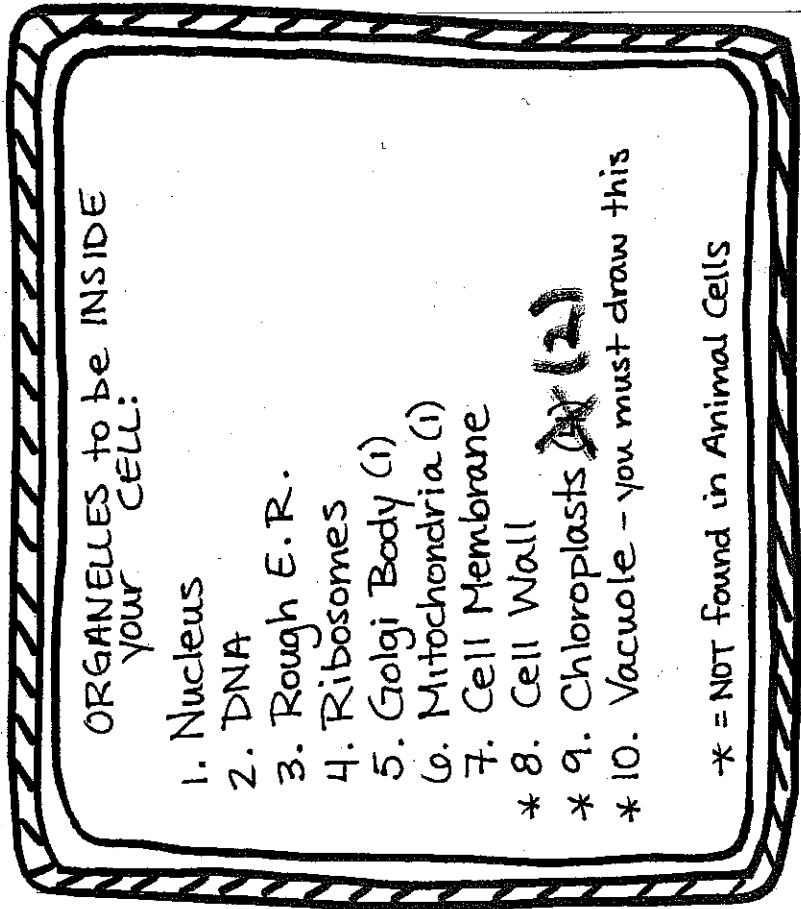 ORGANELLES to be INSIDE
your CELL:
1. Nucleus
2. DNA
3. Rough E.R.
4. Ribosomes
5. Golgi Body (1)
6. Mitochondria (1)
7. Cell Membrane
* 8. Cell Wall
* 9. Chloroplasts (4) (2)
* 10. Vacuole - you must draw this
* = NOT found in Animal Cells